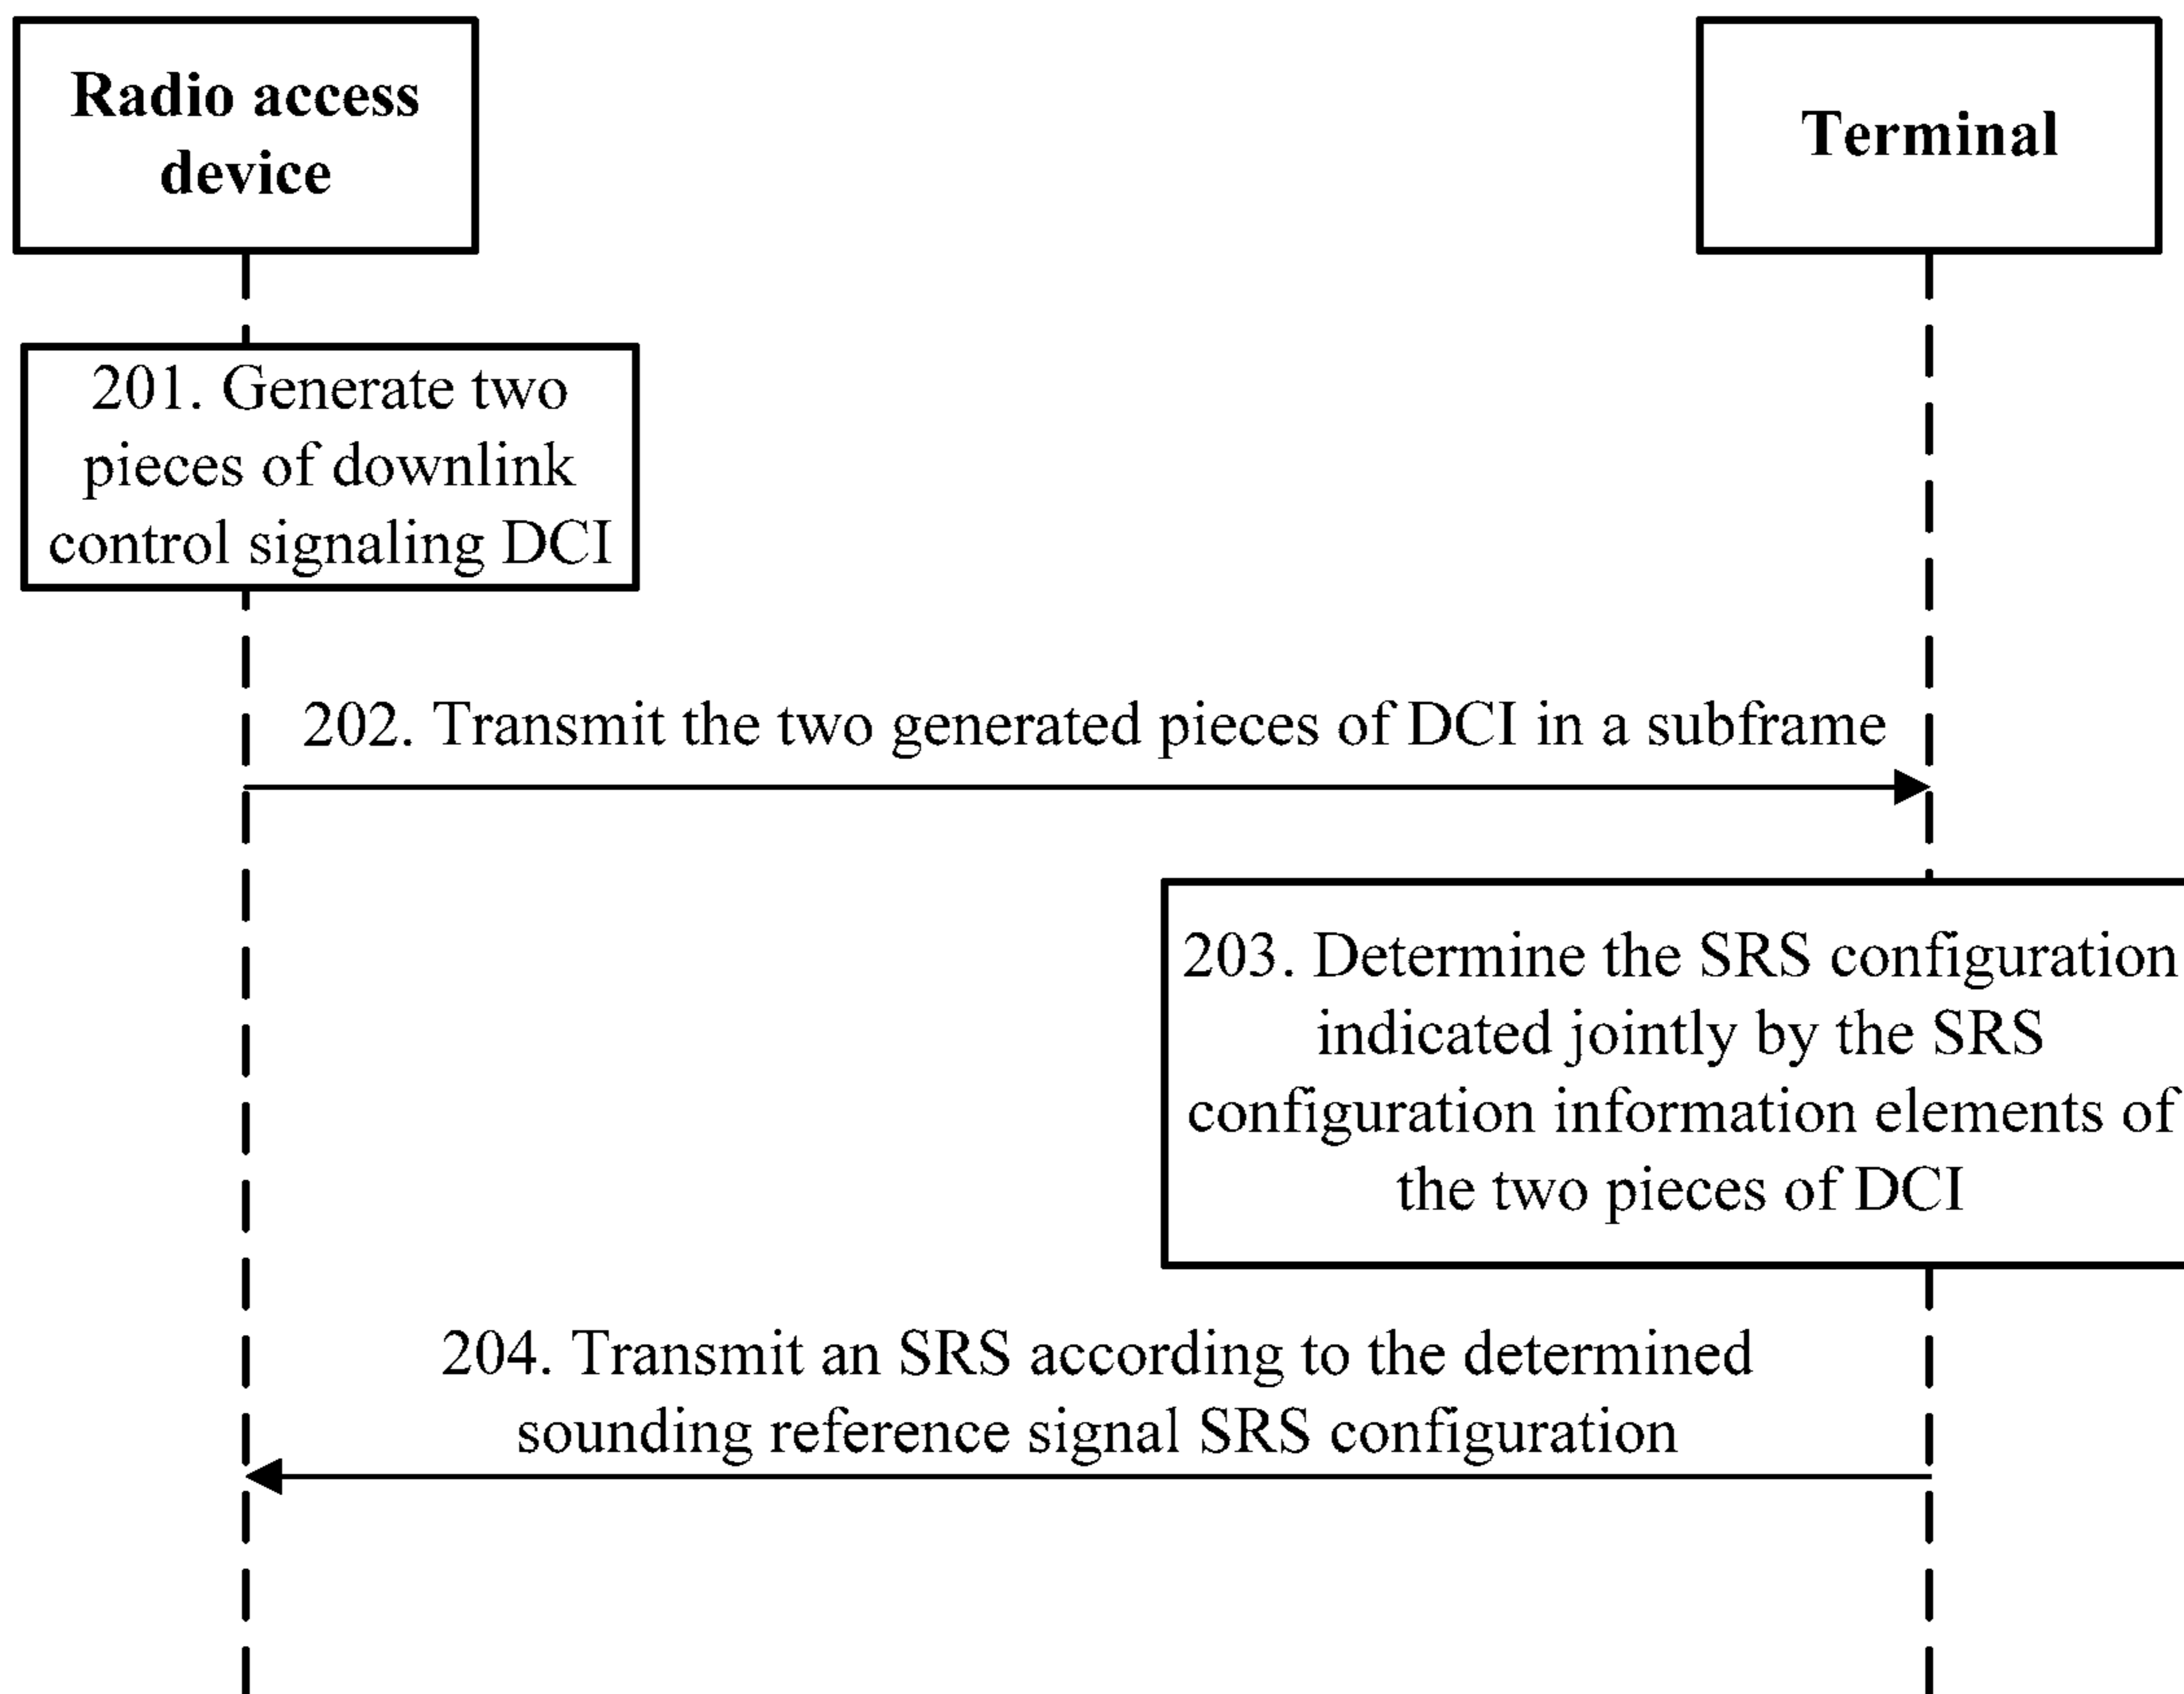 Radio access
device
Terminal
201. Generate two
pieces of downlink
control signaling DCI
202. Transmit the two generated pieces of DCI in a subframe
203. Determine the SRS configuration
indicated jointly by the SRS
configuration information elements of
the two pieces of DCI
204. Transmit an SRS according to the determined
sounding reference signal SRS configuration